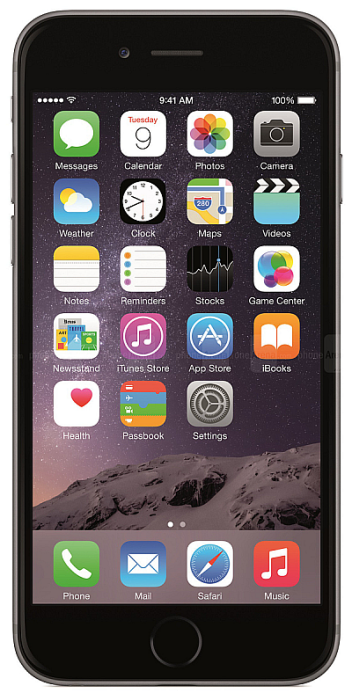 9:41 AM 100%
Tuesday
9
Messages Calendar Photos Camera
280
Weather Clock Maps Videos
Notes Reminders Stocks Game Center
Newsstand iTunes Store App Store iBooks
Health Passbook Settings
Phone Mail Safari Music